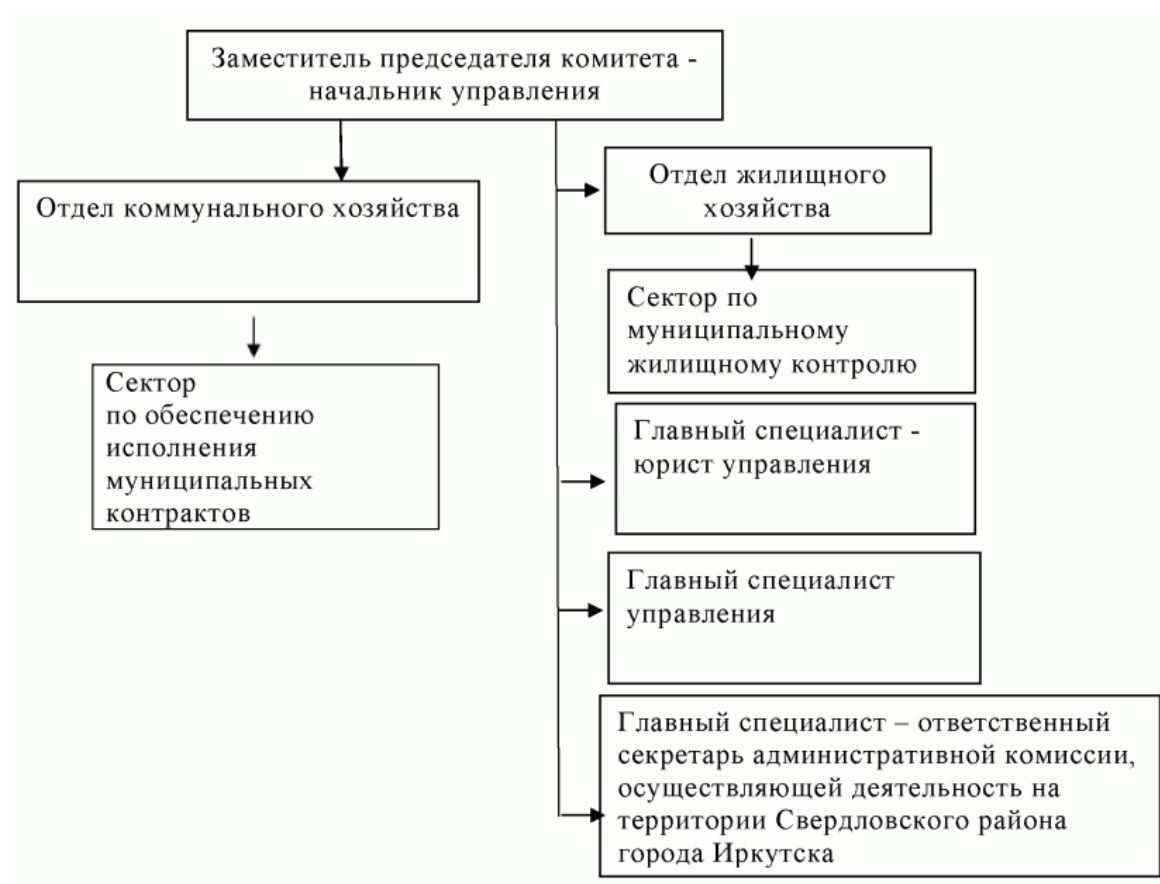 Заместитель председателя комитета -
начальник управления
Отдел коммунального хозяйства
Отдел жилищного
хозяйства
Сектор по
муниципальному
жилищному контролю
Сектор
по обеспечению
исполнения
муниципальных
контрактов
Главный специалист -
юрист управления
Главный специалист
управления
Главный специалист – ответственный
секретарь административной комиссии,
осуществляющей деятельность на
территории Свердловского района
города Иркутска